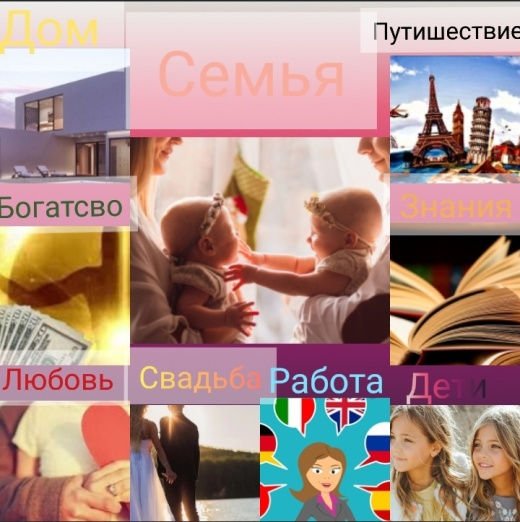 Дом
Семья
Путишествие
Богатсво
Знания
Любовь
Свадьба
Работа
Дети